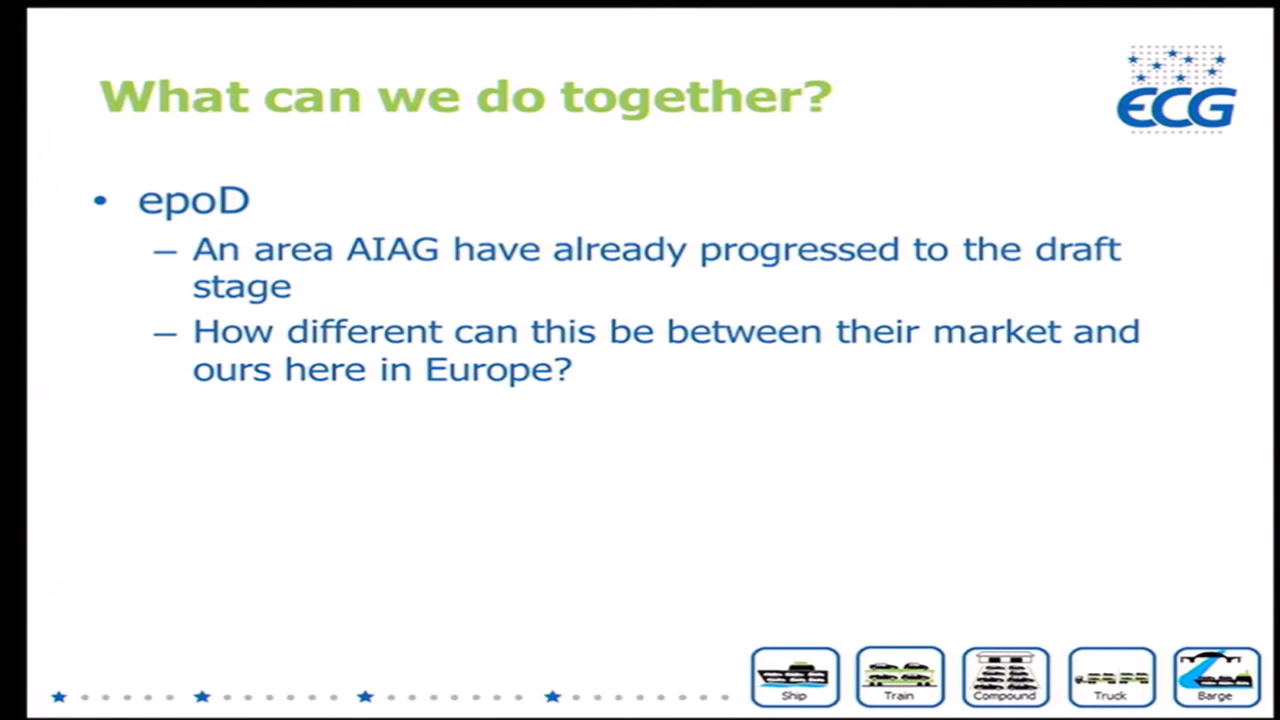 What can we do together?
ECG
• epoD
– An area AIAG have already progressed to the draft
stage
– How different can this be between their market and
ours here in Europe?
Ship
Train
Compound
Truck
Barge